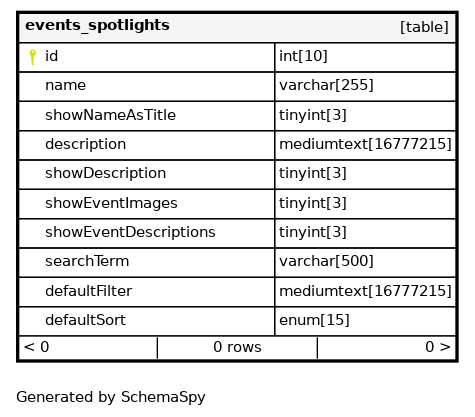 events_spotlights [table]
id int[10]
name varchar[255]
showNameAsTitle tinyint[3]
description mediumtext[16777215]
showDescription tinyint[3]
showEventImages tinyint[3]
showEventDescriptions tinyint[3]
searchTerm varchar[500]
defaultFilter mediumtext[16777215]
defaultSort enum[15]
< 0 0 rows 0 >
Generated by SchemaSpy